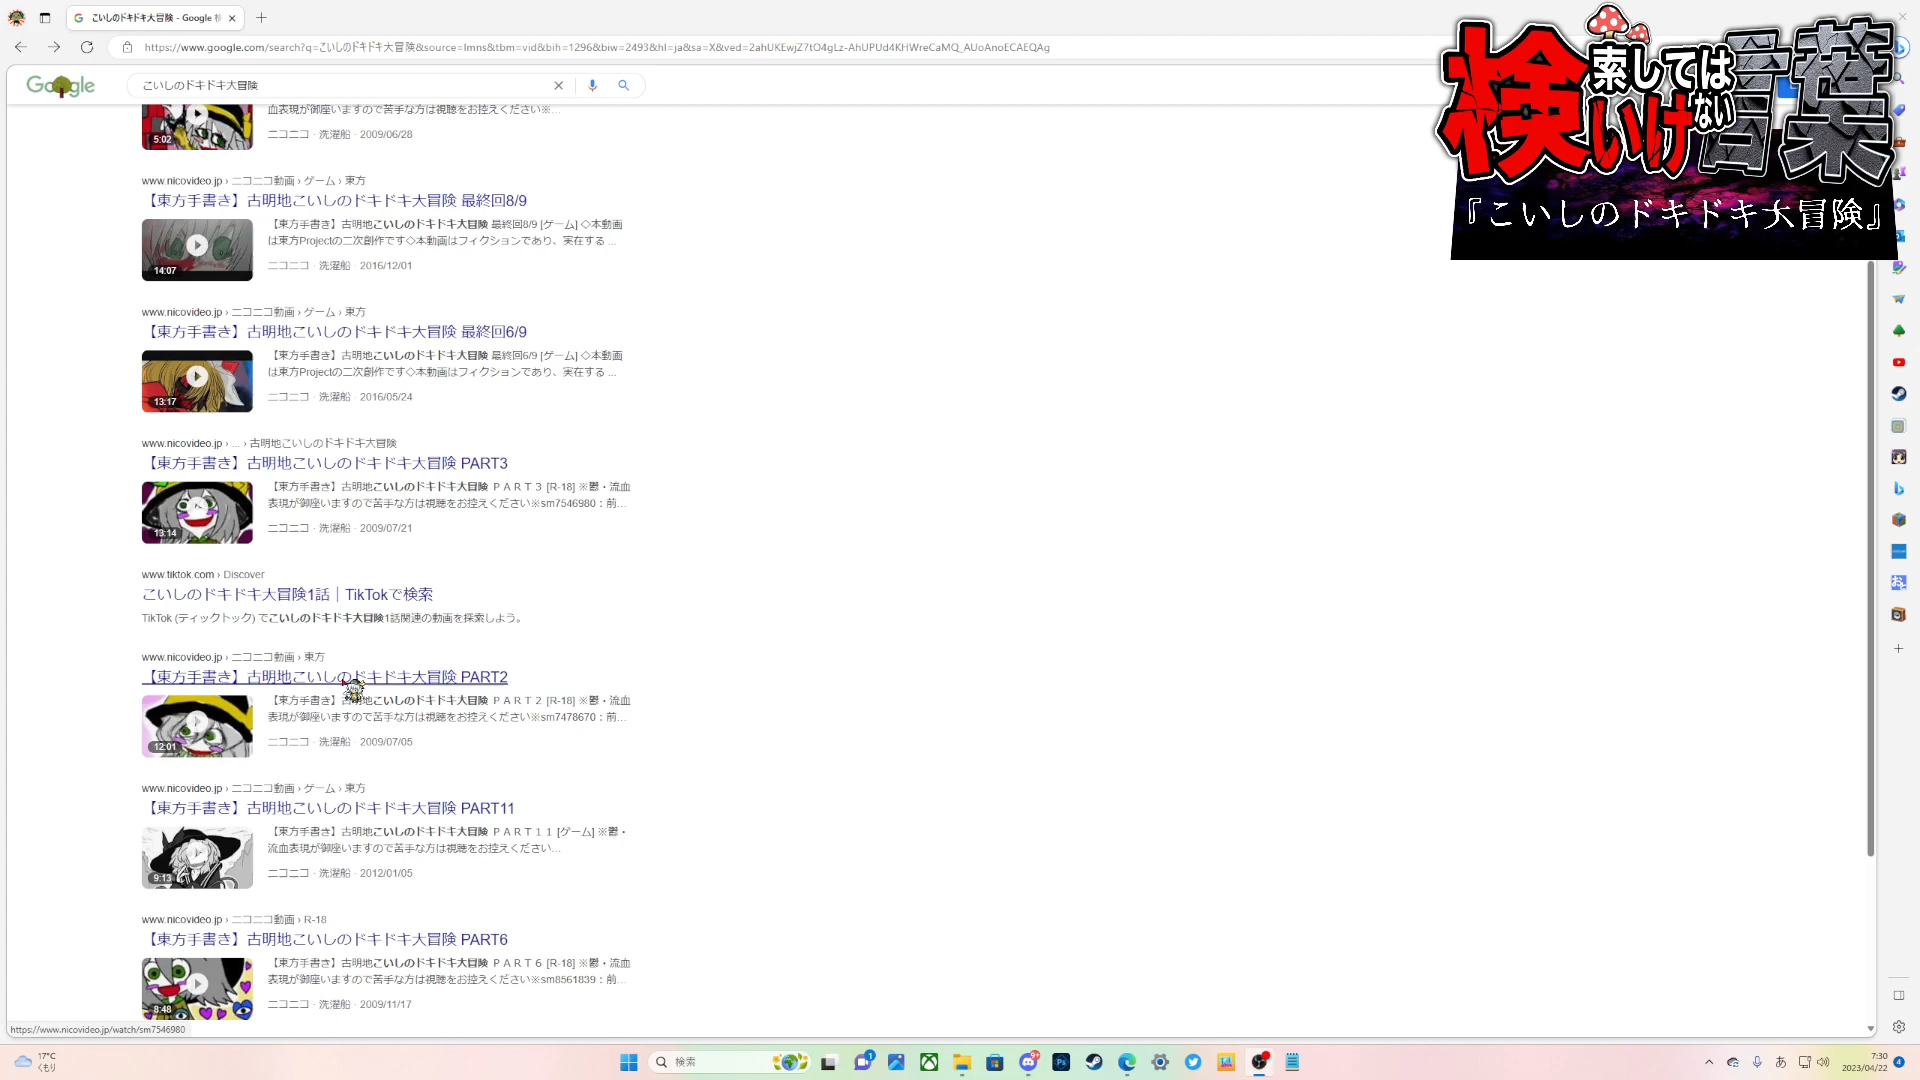 こいしのドキドキ大冒険 - Google 検
https://www.google.com/search?q=こいしのドキドキ大冒険&source=lmns&tbm=vid&bih=1296&biw=2493&hl=ja&sa=X&ved=2ahUKEwjZ7tO4gLz-AhUPUd4KHWreCaMQ_AUoAnoECAEQAg
検索してはいけない言葉
『こいしのドキドキ大冒険』
Google
こいしのドキドキ大冒険
血表現が御座いますので苦手な方は視聴をお控えください※...
5:02
ニコニコ · 洗濯船 · 2009/06/28
www.nicovideo.jp › ニコニコ動画 › ゲーム › 東方
【東方手書き】古明地こいしのドキドキ大冒険 最終回8/9
【東方手書き】古明地こいしのドキドキ大冒険 最終回8/9 [ゲーム] ◇本動画
は東方Projectの二次創作です◇本動画はフィクションであり、実在する ...
14:07
ニコニコ · 洗濯船 · 2016/12/01
www.nicovideo.jp › ニコニコ動画 › ゲーム › 東方
【東方手書き】古明地こいしのドキドキ大冒険 最終回6/9
【東方手書き】古明地こいしのドキドキ大冒険 最終回6/9 [ゲーム] ◇本動画
は東方Projectの二次創作です◇本動画はフィクションであり、実在する ...
13:17
ニコニコ · 洗濯船 · 2016/05/24
www.nicovideo.jp › ... › 古明地こいしのドキドキ大冒険
【東方手書き】古明地こいしのドキドキ大冒険 PART3
【東方手書き】古明地こいしのドキドキ大冒険 ＰＡＲＴ３ [R-18] ※鬱・流血
表現が御座いますので苦手な方は視聴をお控えください※sm7546980：前...
13:14
ニコニコ · 洗濯船 · 2009/07/21
www.tiktok.com › Discover
こいしのドキドキ大冒険1話｜TikTokで検索
TikTok (ティックトック) でこいしのドキドキ大冒険1話関連の動画を探索しよう。
www.nicovideo.jp › ニコニコ動画 › 東方
【東方手書き】古明地こいしのドキドキ大冒険 PART2
【東方手書き】古明地こいしのドキドキ大冒険 ＰＡＲＴ２ [R-18] ※鬱・流血
表現が御座いますので苦手な方は視聴をお控えください※sm7478670：前...
12:01
ニコニコ · 洗濯船 · 2009/07/05
www.nicovideo.jp › ニコニコ動画 › ゲーム › 東方
【東方手書き】古明地こいしのドキドキ大冒険 PART11
【東方手書き】古明地こいしのドキドキ大冒険 ＰＡＲＴ１１ [ゲーム] ※鬱・
流血表現が御座いますので苦手な方は視聴をお控えください...
9:13
ニコニコ · 洗濯船 · 2012/01/05
www.nicovideo.jp › ニコニコ動画 › R-18
【東方手書き】古明地こいしのドキドキ大冒険 PART6
【東方手書き】古明地こいしのドキドキ大冒険 ＰＡＲＴ６ [R-18] ※鬱・流血
表現が御座いますので苦手な方は視聴をお控えください※sm8561839：前...
8:48
ニコニコ · 洗濯船 · 2009/11/17
https://www.nicovideo.jp/watch/sm7546980
17°C
くもり
検索
あ
7:30
2023/04/22